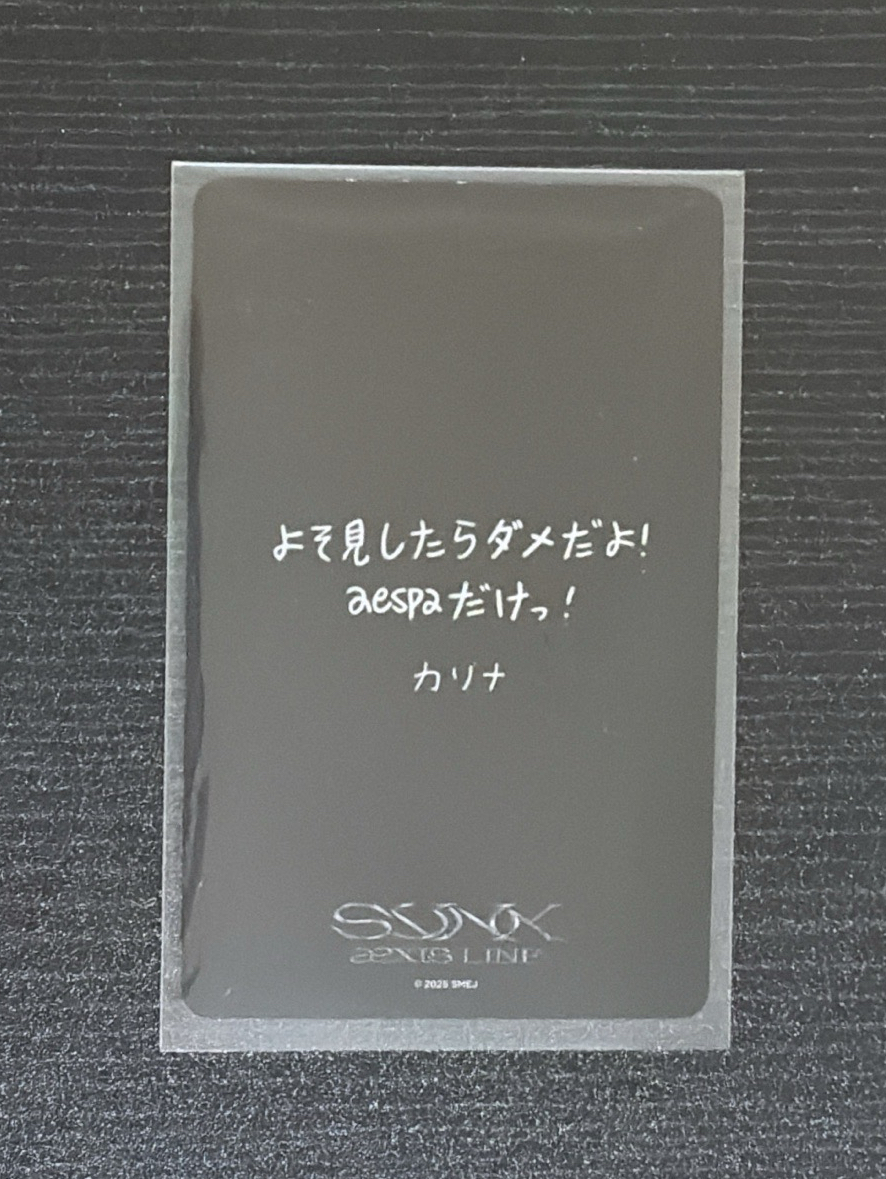 よそ見したらダメだよ!
aespaだけっ!
カリナ
SYNK
aeXIS LINE
© 2025 SMEJ